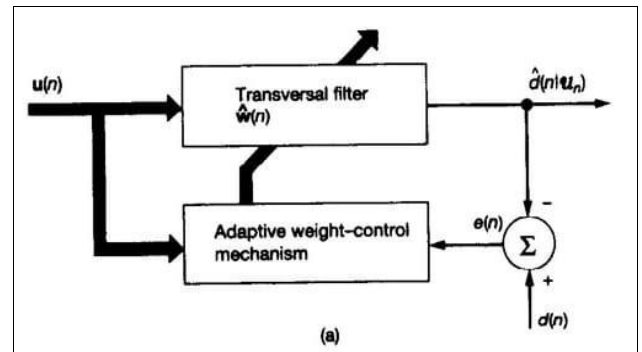 u(n)
Transversal filter
ŵ(n)
d̂(n|𝓤ₙ)
−
Adaptive weight–control
mechanism
e(n)
Σ
+
d(n)
(a)